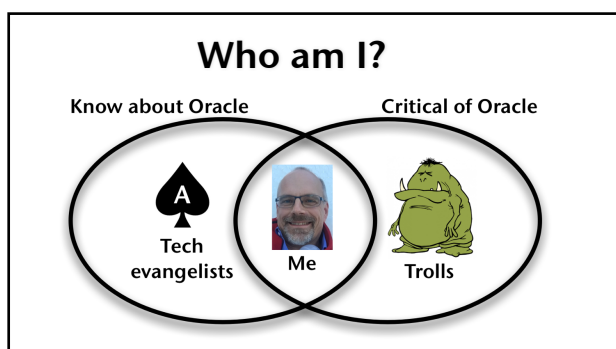 Who am I?
Know about Oracle
Critical of Oracle
A
Tech
evangelists
Me
Trolls